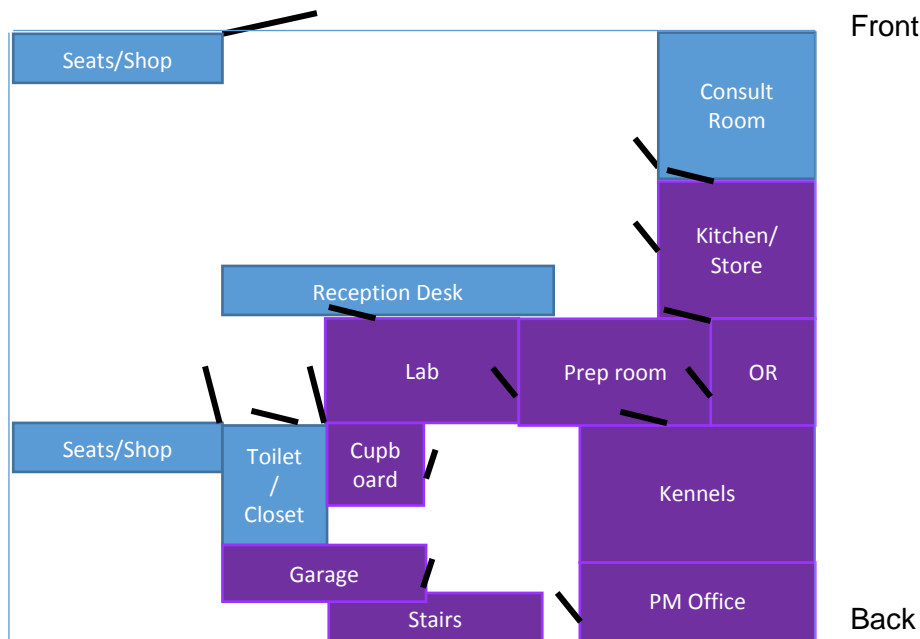 Front
Seats/Shop
Consult
Room
Kitchen/
Store
Reception Desk
Lab
Prep room
OR
Seats/Shop
Toilet
/
Closet
Cupb
oard
Kennels
Garage
PM Office
Stairs
Back